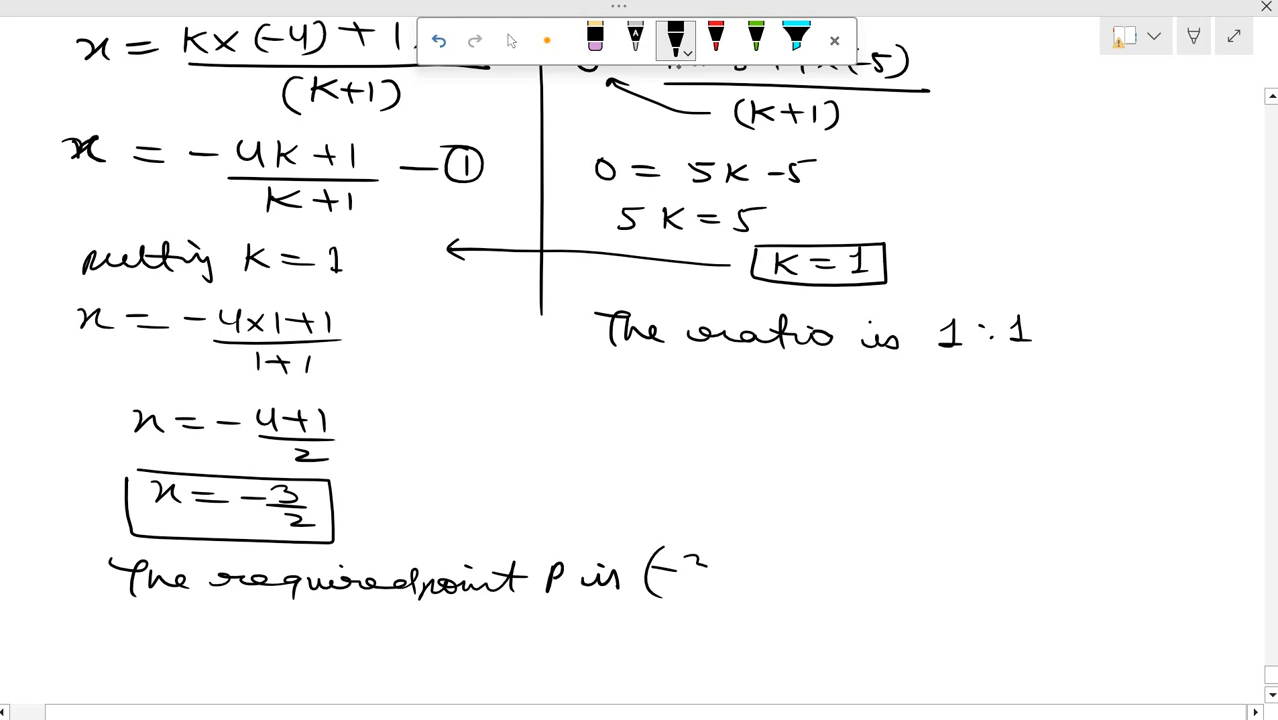 x = K × (-4) + 1
(K+1)
x = - 4K + 1 - ①
K + 1
putting K = 1
x = - 4 × 1 + 1
1 + 1
x = - 4 + 1
2
x = - 3
2
(-5)
(K+1)
0 = 5K - 5
5K = 5
K = 1
The ratio is 1 : 1
The required point P is (-